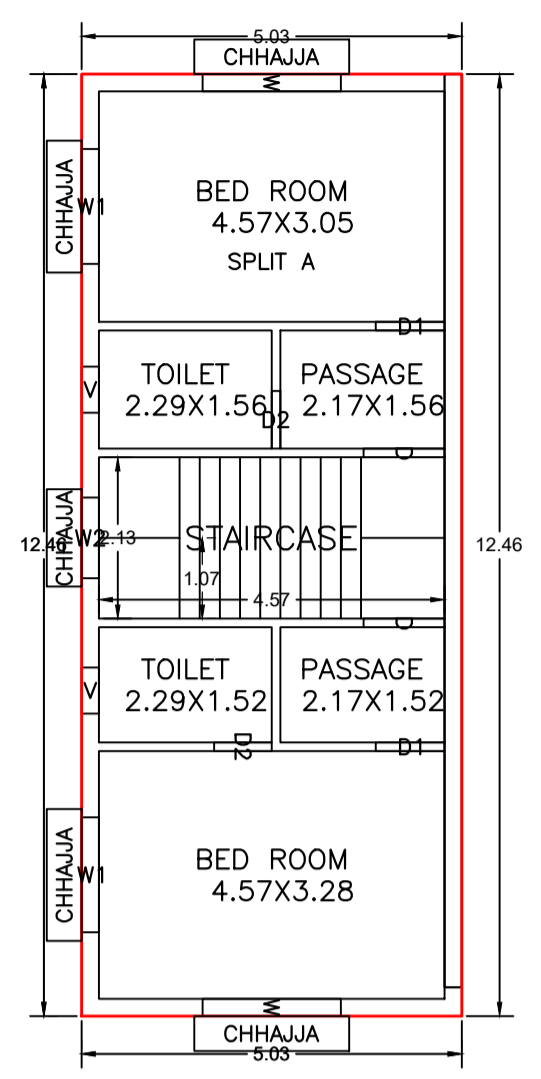 5.03
CHHAJJA
W
CHHAJJA
W1
BED ROOM
4.57X3.05
SPLIT A
D1
TOILET
2.29X1.56
V
D2
PASSAGE
2.17X1.56
D
CHHAJJA
W2
12.46
2.13
STAIRCASE
12.46
1.07
4.57
D
TOILET
2.29X1.52
V
PASSAGE
2.17X1.52
D2
D1
CHHAJJA
W1
BED ROOM
4.57X3.28
W
CHHAJJA
5.03